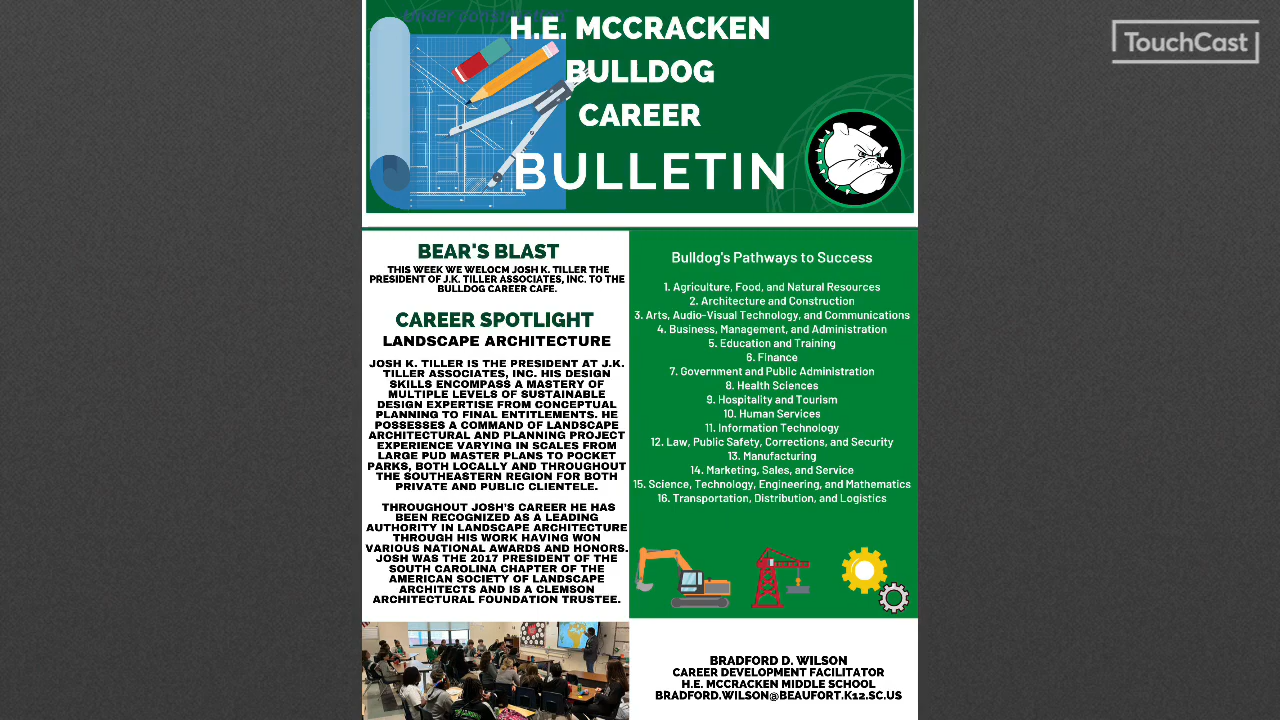 "Under construction"
H.E. MCCRACKEN
BULLDOG
CAREER
BULLETIN
TouchCast
BEAR'S BLAST
THIS WEEK WE WELOCM JOSH K. TILLER THE
PRESIDENT OF J.K. TILLER ASSOCIATES, INC. TO THE
BULLDOG CAREER CAFE.
CAREER SPOTLIGHT
LANDSCAPE ARCHITECTURE
JOSH K. TILLER IS THE PRESIDENT AT J.K.
TILLER ASSOCIATES, INC. HIS DESIGN
SKILLS ENCOMPASS A MASTERY OF
MULTIPLE LEVELS OF SUSTAINABLE
DESIGN EXPERTISE FROM CONCEPTUAL
PLANNING TO FINAL ENTITLEMENTS. HE
POSSESSES A COMMAND OF LANDSCAPE
ARCHITECTURAL AND PLANNING PROJECT
EXPERIENCE VARYING IN SCALES FROM
LARGE PUD MASTER PLANS TO POCKET
PARKS, BOTH LOCALLY AND THROUGHOUT
THE SOUTHEASTERN REGION FOR BOTH
PRIVATE AND PUBLIC CLIENTELE.
THROUGHOUT JOSH'S CAREER HE HAS
BEEN RECOGNIZED AS A LEADING
AUTHORITY IN LANDSCAPE ARCHITECTURE
THROUGH HIS WORK HAVING WON
VARIOUS NATIONAL AWARDS AND HONORS.
JOSH WAS THE 2017 PRESIDENT OF THE
SOUTH CAROLINA CHAPTER OF THE
AMERICAN SOCIETY OF LANDSCAPE
ARCHITECTS AND IS A CLEMSON
ARCHITECTURAL FOUNDATION TRUSTEE.
Bulldog's Pathways to Success
1. Agriculture, Food, and Natural Resources
2. Architecture and Construction
3. Arts, Audio-Visual Technology, and Communications
4. Business, Management, and Administration
5. Education and Training
6. Finance
7. Government and Public Administration
8. Health Sciences
9. Hospitality and Tourism
10. Human Services
11. Information Technology
12. Law, Public Safety, Corrections, and Security
13. Manufacturing
14. Marketing, Sales, and Service
15. Science, Technology, Engineering, and Mathematics
16. Transportation, Distribution, and Logistics
BRADFORD D. WILSON
CAREER DEVELOPMENT FACILITATOR
H.E. MCCRACKEN MIDDLE SCHOOL
BRADFORD.WILSON@BEAUFORT.K12.SC.US